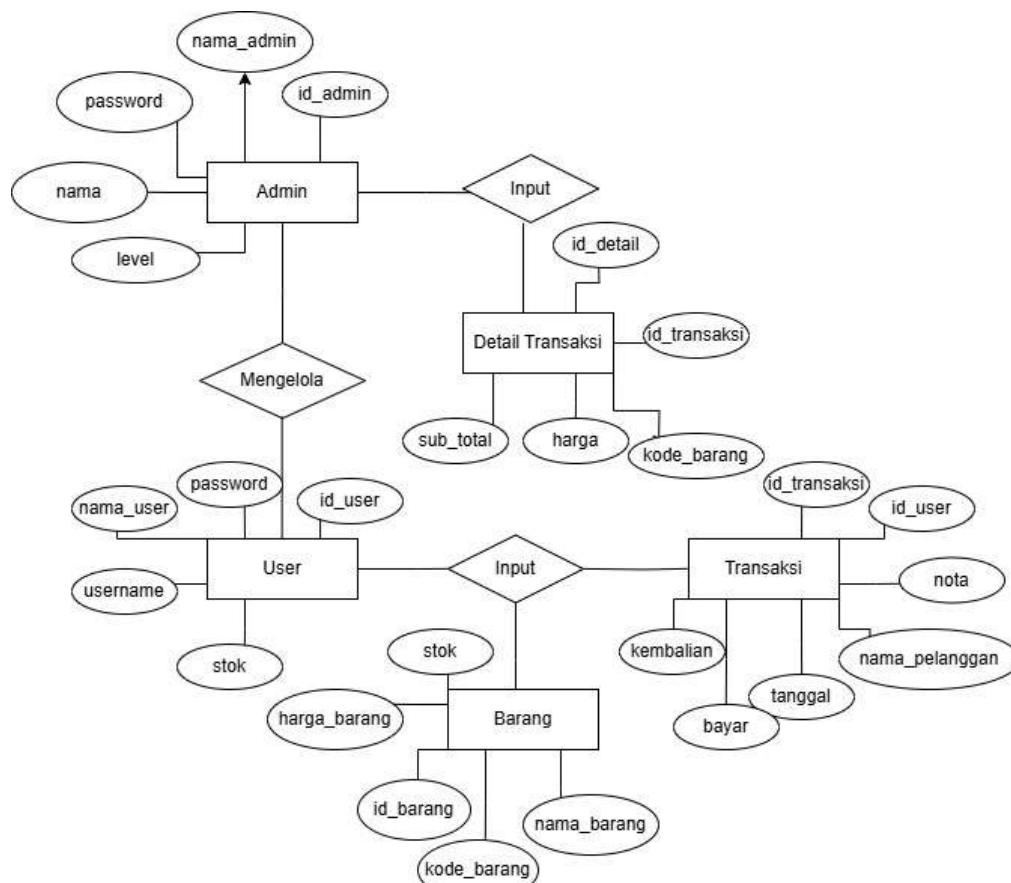 nama_admin
id_admin
password
nama
Admin
Input
level
id_detail
Detail Transaksi
id_transaksi
Mengelola
sub_total
harga
kode_barang
password
nama_user
id_user
id_transaksi
id_user
User
Input
Transaksi
username
nota
stok
stok
kembalian
nama_pelanggan
harga_barang
Barang
tanggal
bayar
id_barang
nama_barang
kode_barang